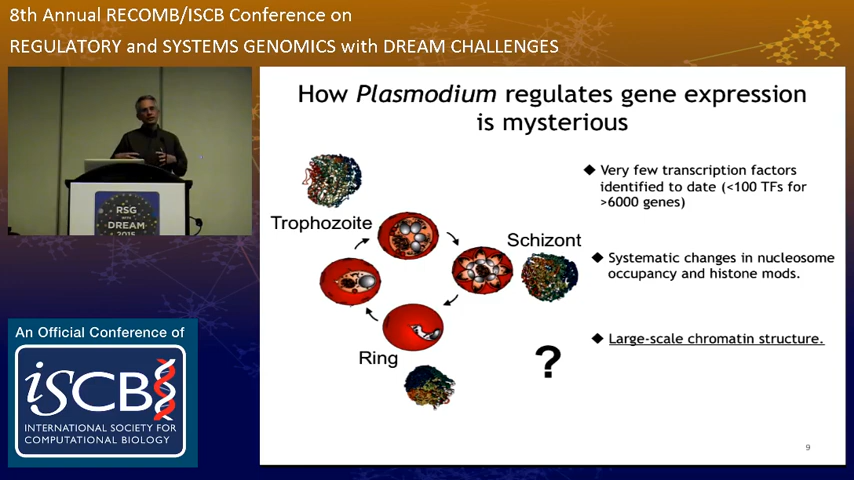 8th Annual RECOMB/ISCB Conference on
REGULATORY and SYSTEMS GENOMICS with DREAM CHALLENGES
RSG
with
DREAM
2015
An Official Conference of
ISCB
INTERNATIONAL SOCIETY FOR
COMPUTATIONAL BIOLOGY
How Plasmodium regulates gene expression
is mysterious
Trophozoite
Schizont
Ring
?
◆ Very few transcription factors
identified to date (<100 TFs for
>6000 genes)
◆ Systematic changes in nucleosome
occupancy and histone mods.
◆ Large-scale chromatin structure.
9